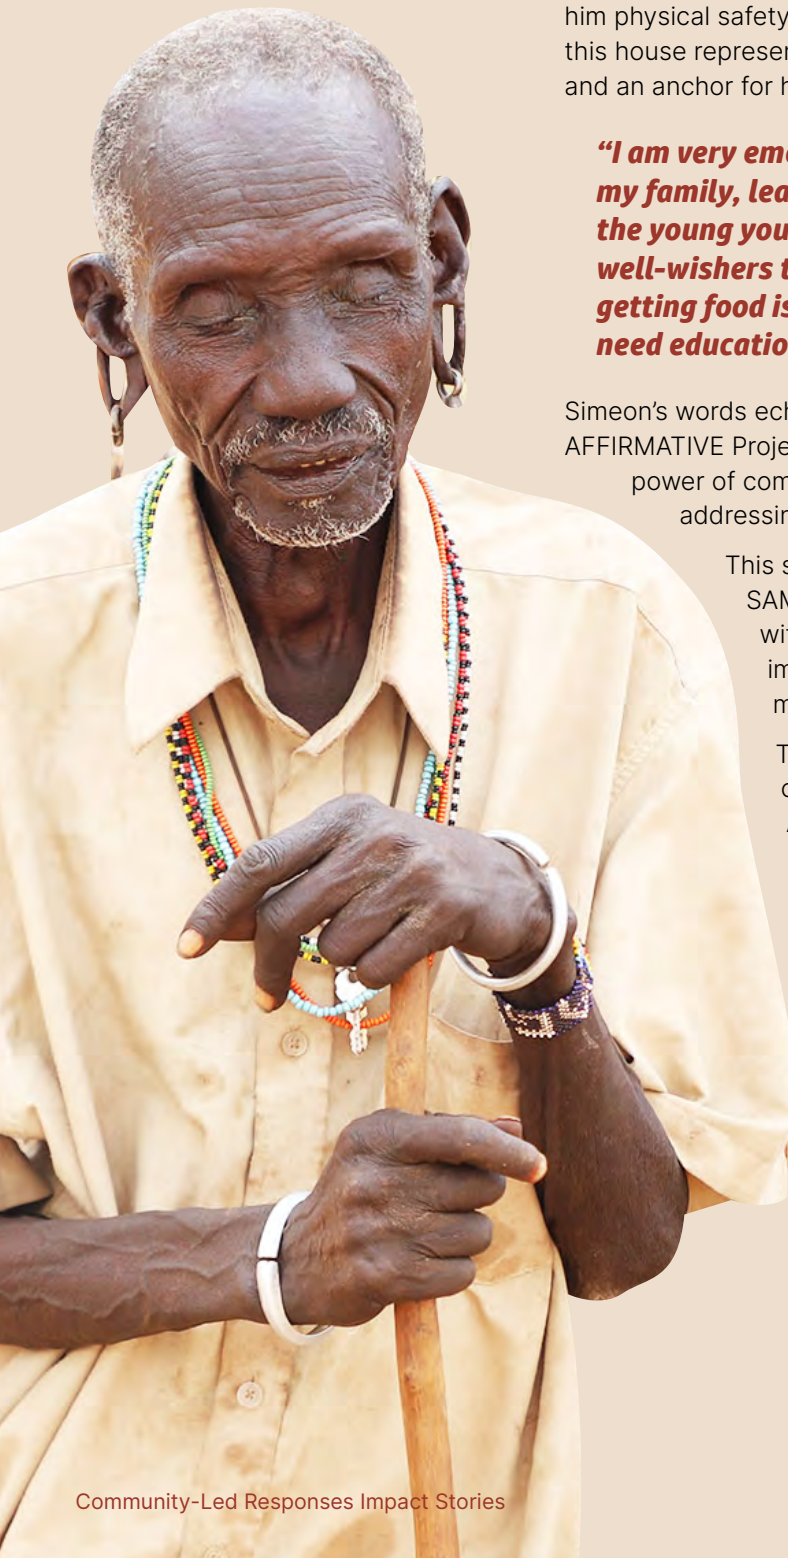 him physical safety
this house represen
and an anchor for h
“I am very emo
my family, lea
the young you
well-wishers t
getting food is
need educatio
Simeon’s words ech
AFFIRMATIVE Proje
power of com
addressin
This s
SAM
wit
im
m
T
c
A
Community-Led Responses Impact Stories